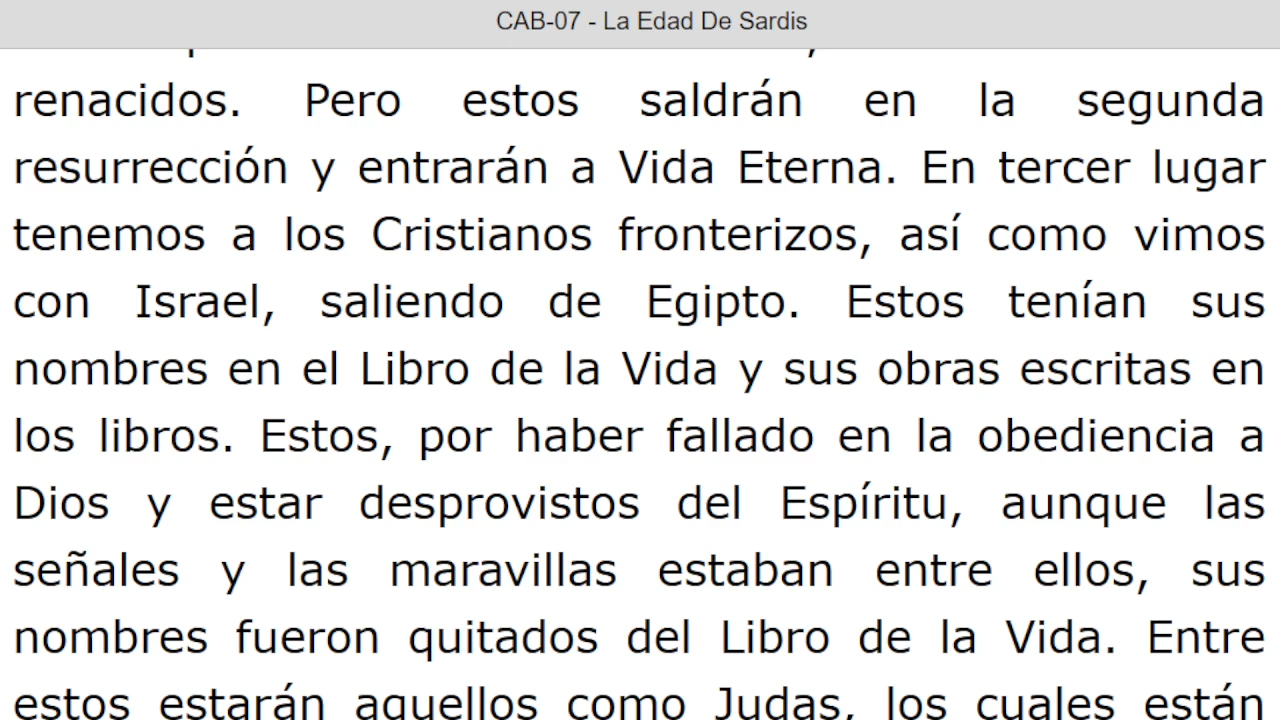 CAB-07 - La Edad De Sardis
renacidos. Pero estos saldrán en la segunda
resurrección y entrarán a Vida Eterna. En tercer lugar
tenemos a los Cristianos fronterizos, así como vimos
con Israel, saliendo de Egipto. Estos tenían sus
nombres en el Libro de la Vida y sus obras escritas en
los libros. Estos, por haber fallado en la obediencia a
Dios y estar desprovistos del Espíritu, aunque las
señales y las maravillas estaban entre ellos, sus
nombres fueron quitados del Libro de la Vida. Entre
estos estarán aquellos como Judas, los cuales están